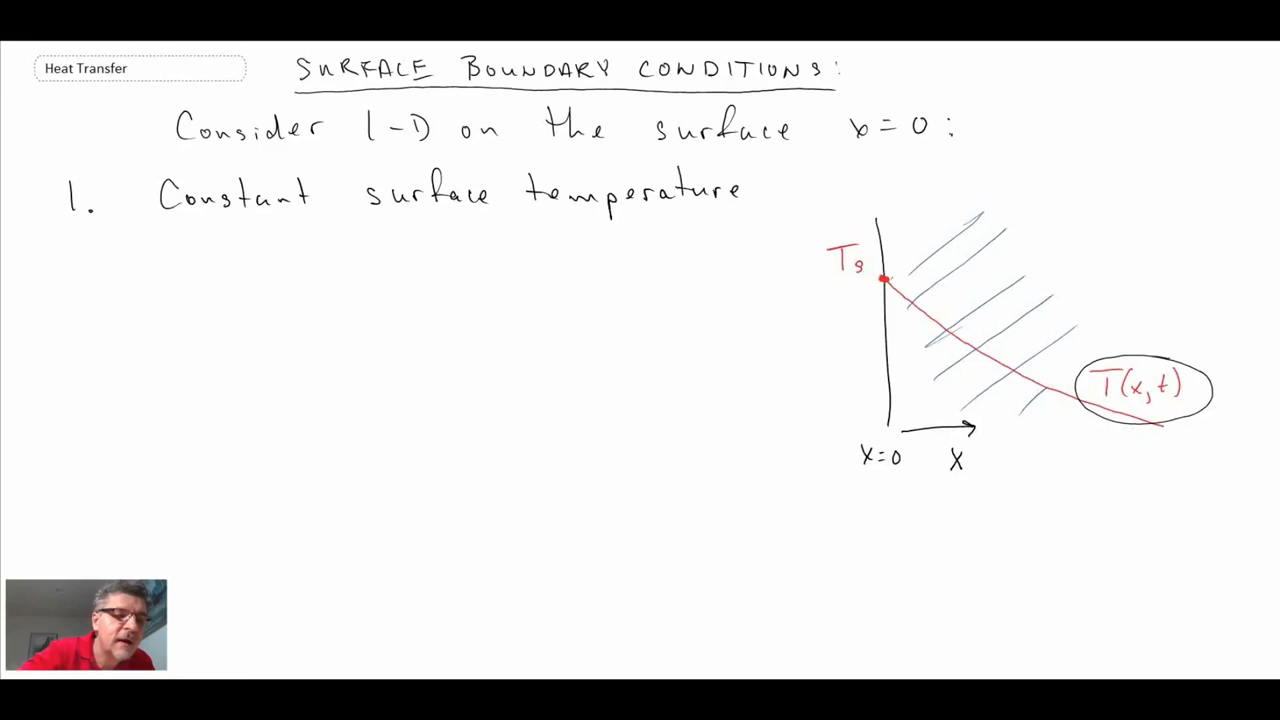 Heat Transfer
SURFACE BOUNDARY CONDITIONS:
Consider 1-D on the surface x=0:
1. Constant surface temperature
Ts
T(x,t)
x=0
x